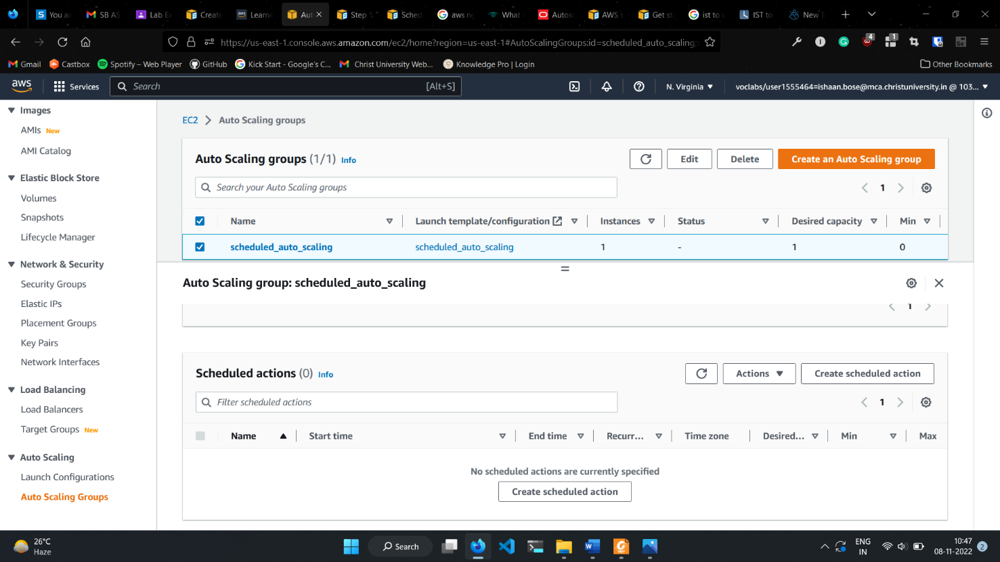 You ar
SB AS
Lab Ex
Create
Learne
Aut
Step
Sched
aws ne
What
Autos
AWS s
Get st
ist to u
IST to
New T
https://us-east-1.console.aws.amazon.com/ec2/home?region=us-east-1#AutoScalingGroups:id=scheduled_auto_scaling;
4
1
Gmail
Castbox
Spotify – Web Player
GitHub
Kick Start - Google's C...
Christ University Web...
Knowledge Pro | Login
Other Bookmarks
aws
Services
Search
[Alt+S]
N. Virginia
voclabs/user1555464=ishaan.bose@mca.christuniversity.in @ 103...
Images
AMIs New
AMI Catalog
Elastic Block Store
Volumes
Snapshots
Lifecycle Manager
Network & Security
Security Groups
Elastic IPs
Placement Groups
Key Pairs
Network Interfaces
Load Balancing
Load Balancers
Target Groups New
Auto Scaling
Launch Configurations
Auto Scaling Groups
EC2 > Auto Scaling groups
Auto Scaling groups (1/1) Info
Edit
Delete
Create an Auto Scaling group
Search your Auto Scaling groups
1
Name
Launch template/configuration
Instances
Status
Desired capacity
Min
scheduled_auto_scaling
scheduled_auto_scaling
1
-
1
0
Auto Scaling group: scheduled_auto_scaling
1
Scheduled actions (0) Info
Actions
Create scheduled action
Filter scheduled actions
1
Name
Start time
End time
Recurr...
Time zone
Desired...
Min
Max
No scheduled actions are currently specified
Create scheduled action
26°C
Haze
Search
ENG
IN
10:47
08-11-2022
2